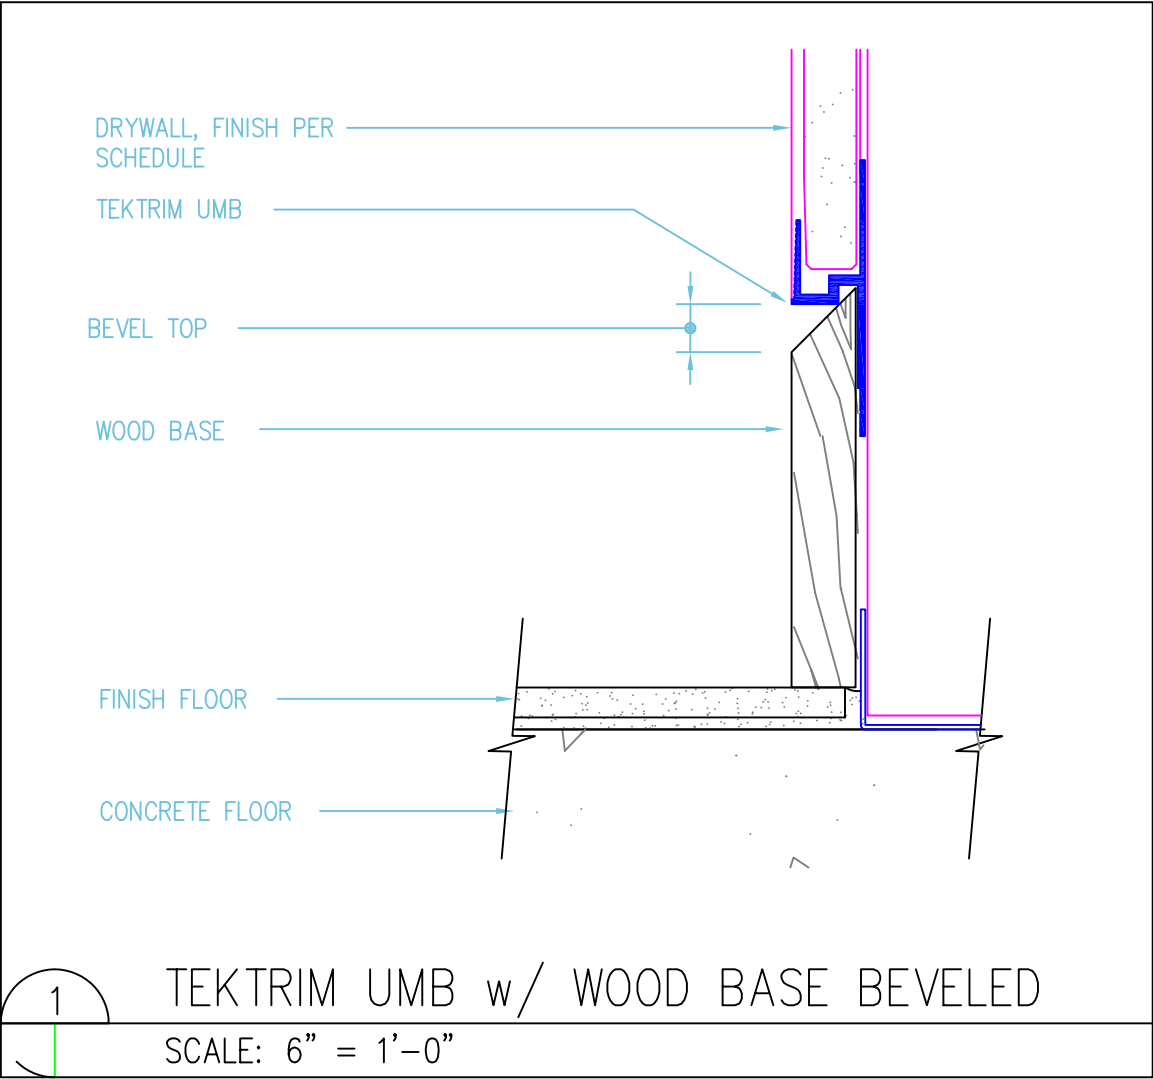 DRYWALL, FINISH PER
SCHEDULE
TEKTRIM UMB
BEVEL TOP
WOOD BASE
FINISH FLOOR
CONCRETE FLOOR
1
TEKTRIM UMB w/ WOOD BASE BEVELED
SCALE: 6” = 1’-0”